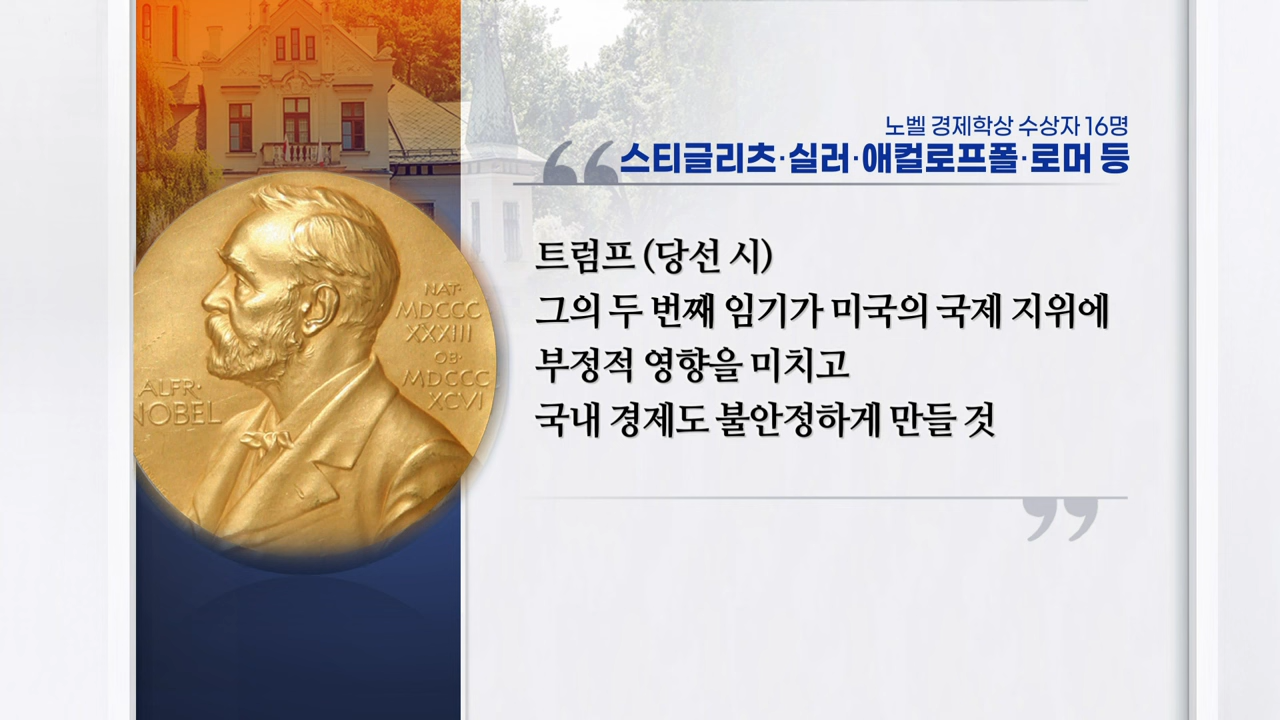 노벨 경제학상 수상자 16명
“스티글리츠·실러·애컬로프폴·로머 등
트럼프 (당선 시)
그의 두 번째 임기가 미국의 국제 지위에
부정적 영향을 미치고
국내 경제도 불안정하게 만들 것
”
ALFR·
NOBEL
NAT·
MDCCC
XXXIII
OB·
MDCCC
XCVI